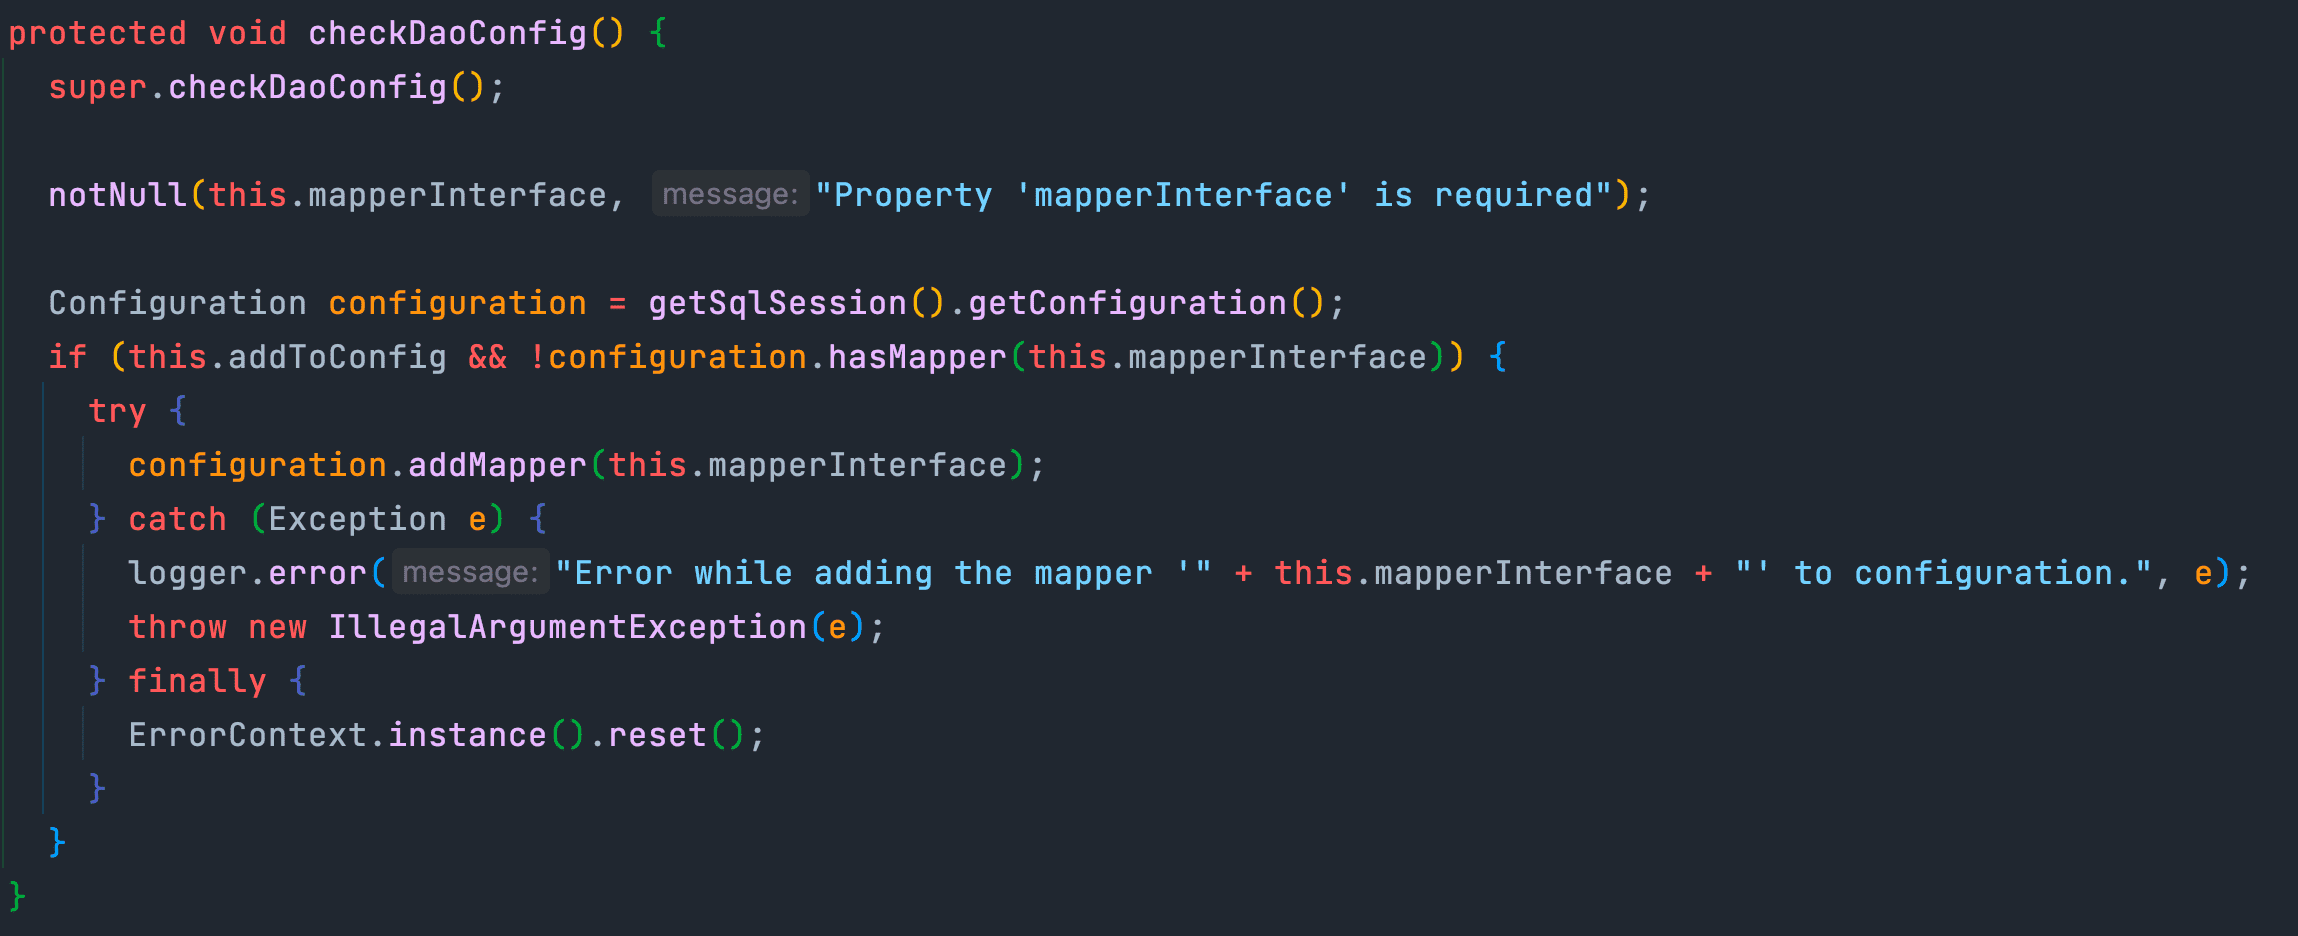 protected void checkDaoConfig() {
super.checkDaoConfig();
notNull(this.mapperInterface, message: "Property 'mapperInterface' is required");
Configuration configuration = getSqlSession().getConfiguration();
if (this.addToConfig && !configuration.hasMapper(this.mapperInterface)) {
try {
configuration.addMapper(this.mapperInterface);
} catch (Exception e) {
logger.error( message: "Error while adding the mapper '" + this.mapperInterface + "' to configuration.", e);
throw new IllegalArgumentException(e);
} finally {
ErrorContext.instance().reset();
}
}
}